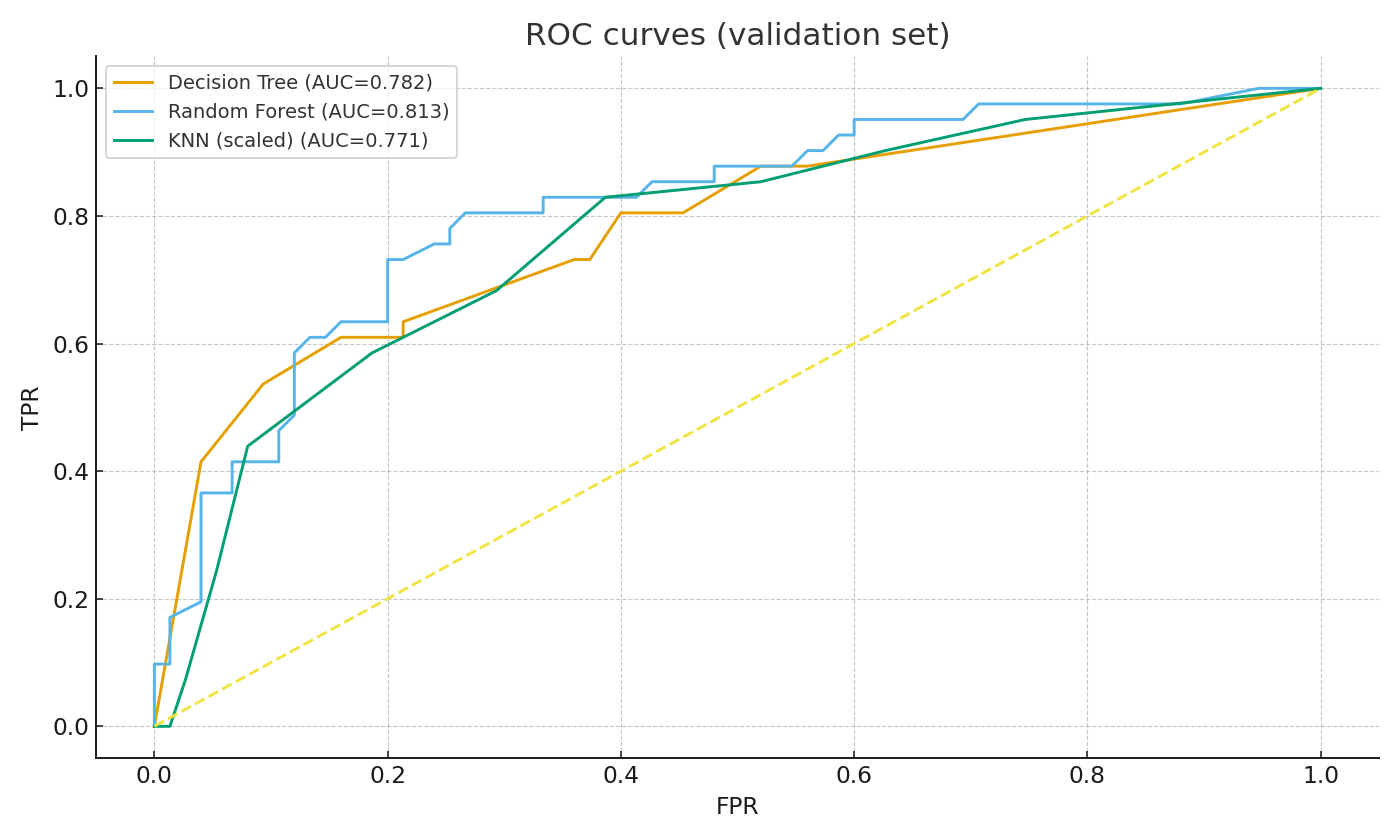 ROC curves (validation set)
Decision Tree (AUC=0.782)
Random Forest (AUC=0.813)
KNN (scaled) (AUC=0.771)
TPR
1.0
0.8
0.6
0.4
0.2
0.0
0.0 0.2 0.4 0.6 0.8 1.0
FPR